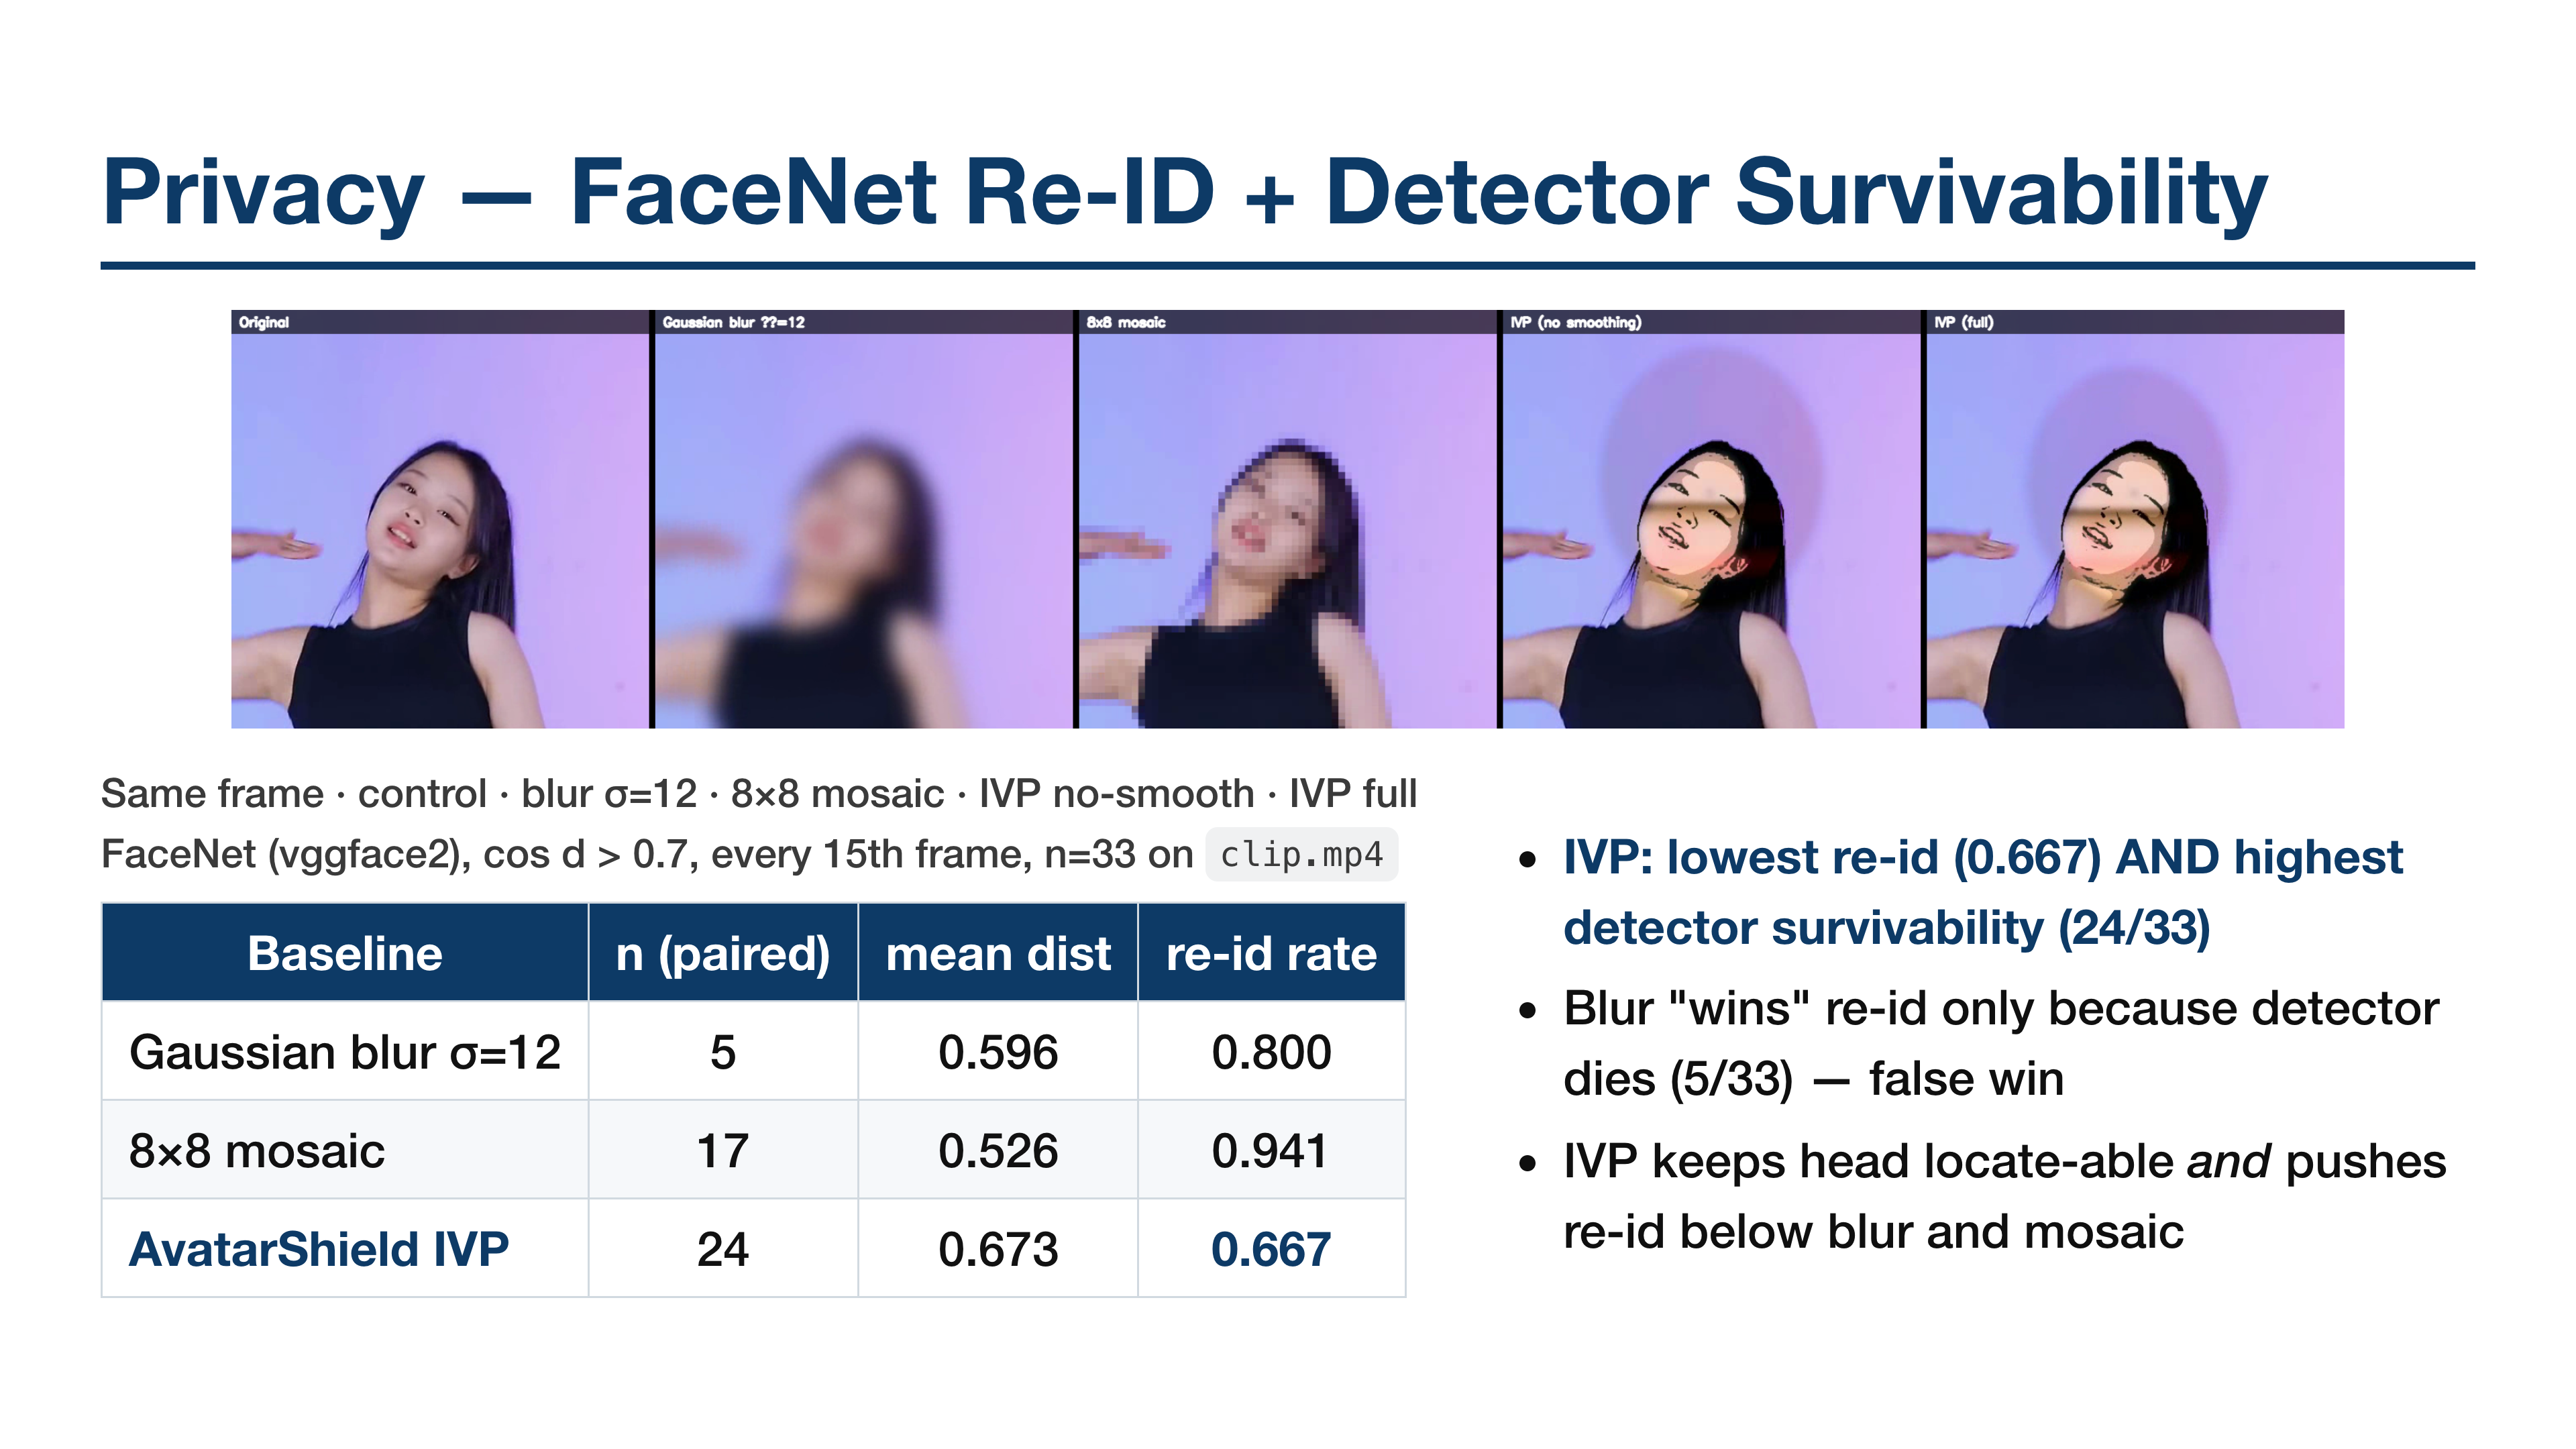 Privacy — FaceNet Re-ID + Detector Survivability
Original
Gaussian blur ??=12
8x8 mosaic
IVP (no smoothing)
IVP (full)
Same frame · control · blur σ=12 · 8×8 mosaic · IVP no-smooth · IVP full
FaceNet (vggface2), cos d > 0.7, every 15th frame, n=33 on clip.mp4
Baseline n (paired) mean dist re-id rate
Gaussian blur σ=12 5 0.596 0.800
8×8 mosaic 17 0.526 0.941
AvatarShield IVP 24 0.673 0.667
• IVP: lowest re-id (0.667) AND highest
detector survivability (24/33)
• Blur "wins" re-id only because detector
dies (5/33) — false win
• IVP keeps head locate-able and pushes
re-id below blur and mosaic